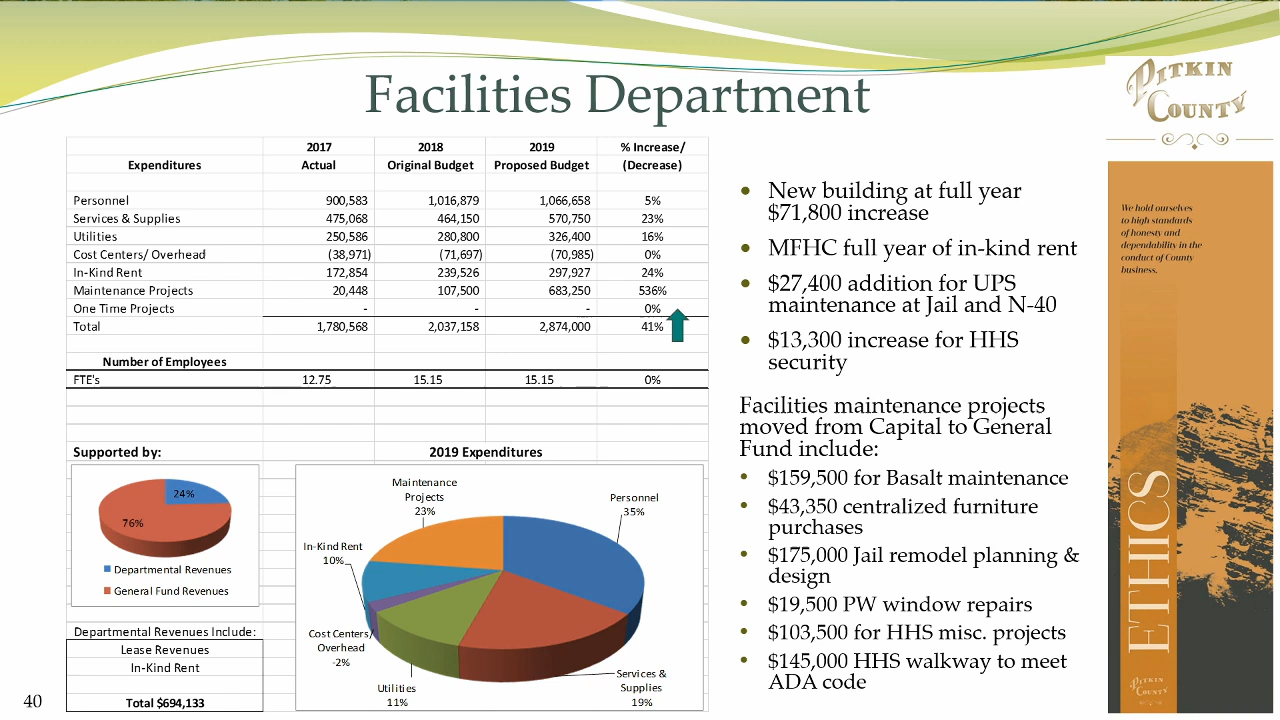 Facilities Department
PITKIN
COUNTY
2017 2018 2019 % Increase/
Expenditures Actual Original Budget Proposed Budget (Decrease)
Personnel 900,583 1,016,879 1,066,658 5%
Services & Supplies 475,068 464,150 570,750 23%
Utilities 250,586 280,800 326,400 16%
Cost Centers/ Overhead (38,971) (71,697) (70,985) 0%
In-Kind Rent 172,854 239,526 297,927 24%
Maintenance Projects 20,448 107,500 683,250 536%
One Time Projects - - - 0%
Total 1,780,568 2,037,158 2,874,000 41%
Number of Employees
FTE's 12.75 15.15 15.15 0%
Supported by:
24%
76%
Departmental Revenues
General Fund Revenues
Departmental Revenues Include:
Lease Revenues
In-Kind Rent
Total $694,133
2019 Expenditures
Maintenance
Projects
23%
Personnel
35%
In-Kind Rent
10%
Cost Centers/
Overhead
-2%
Utilities
11%
Services &
Supplies
19%
• New building at full year
$71,800 increase
• MFHC full year of in-kind rent
• $27,400 addition for UPS
maintenance at Jail and N-40
• $13,300 increase for HHS
security
Facilities maintenance projects
moved from Capital to General
Fund include:
• $159,500 for Basalt maintenance
• $43,350 centralized furniture
purchases
• $175,000 Jail remodel planning &
design
• $19,500 PW window repairs
• $103,500 for HHS misc. projects
• $145,000 HHS walkway to meet
ADA code
We hold ourselves
to high standards
of honesty and
dependability in the
conduct of County
business.
ETHICS
PITKIN
COUNTY
40